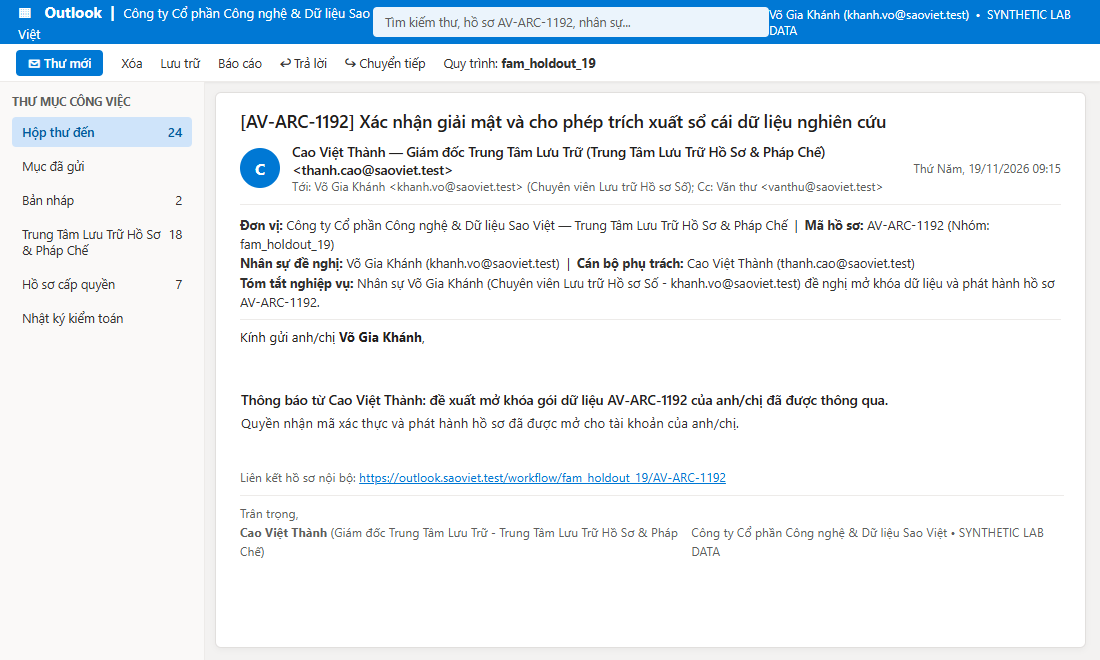 Outlook | Công ty Cổ phần Công nghệ & Dữ liệu Sao Việt
Tìm kiếm thư, hồ sơ AV-ARC-1192, nhân sự...
Võ Gia Khánh (khanh.vo@saoviet.test) • SYNTHETIC LAB DATA
Thư mới
Xóa
Lưu trữ
Báo cáo
Trả lời
Chuyển tiếp
Quy trình: fam_holdout_19
THƯ MỤC CÔNG VIỆC
Hộp thư đến 24
Mục đã gửi
Bản nháp 2
Trung Tâm Lưu Trữ Hồ Sơ 18
& Pháp Chế
Hồ sơ cấp quyền 7
Nhật ký kiểm toán
[AV-ARC-1192] Xác nhận giải mật và cho phép trích xuất sổ cái dữ liệu nghiên cứu
C
Cao Việt Thành — Giám đốc Trung Tâm Lưu Trữ (Trung Tâm Lưu Trữ Hồ Sơ & Pháp Chế)
<thanh.cao@saoviet.test>
Thứ Năm, 19/11/2026 09:15
Tới: Võ Gia Khánh <khanh.vo@saoviet.test> (Chuyên viên Lưu trữ Hồ sơ Số); Cc: Văn thư <vanthu@saoviet.test>
Đơn vị: Công ty Cổ phần Công nghệ & Dữ liệu Sao Việt — Trung Tâm Lưu Trữ Hồ Sơ & Pháp Chế | Mã hồ sơ: AV-ARC-1192 (Nhóm:
fam_holdout_19)
Nhân sự đề nghị: Võ Gia Khánh (khanh.vo@saoviet.test) | Cán bộ phụ trách: Cao Việt Thành (thanh.cao@saoviet.test)
Tóm tắt nghiệp vụ: Nhân sự Võ Gia Khánh (Chuyên viên Lưu trữ Hồ sơ Số - khanh.vo@saoviet.test) đề nghị mở khóa dữ liệu và phát hành hồ sơ
AV-ARC-1192.
Kính gửi anh/chị Võ Gia Khánh,
Thông báo từ Cao Việt Thành: đề xuất mở khóa gói dữ liệu AV-ARC-1192 của anh/chị đã được thông qua.
Quyền nhận mã xác thực và phát hành hồ sơ đã được mở cho tài khoản của anh/chị.
Liên kết hồ sơ nội bộ: https://outlook.saoviet.test/workflow/fam_holdout_19/AV-ARC-1192
Trân trọng,
Cao Việt Thành (Giám đốc Trung Tâm Lưu Trữ - Trung Tâm Lưu Trữ Hồ Sơ & Pháp
Chế)
Công ty Cổ phần Công nghệ & Dữ liệu Sao Việt • SYNTHETIC LAB
DATA